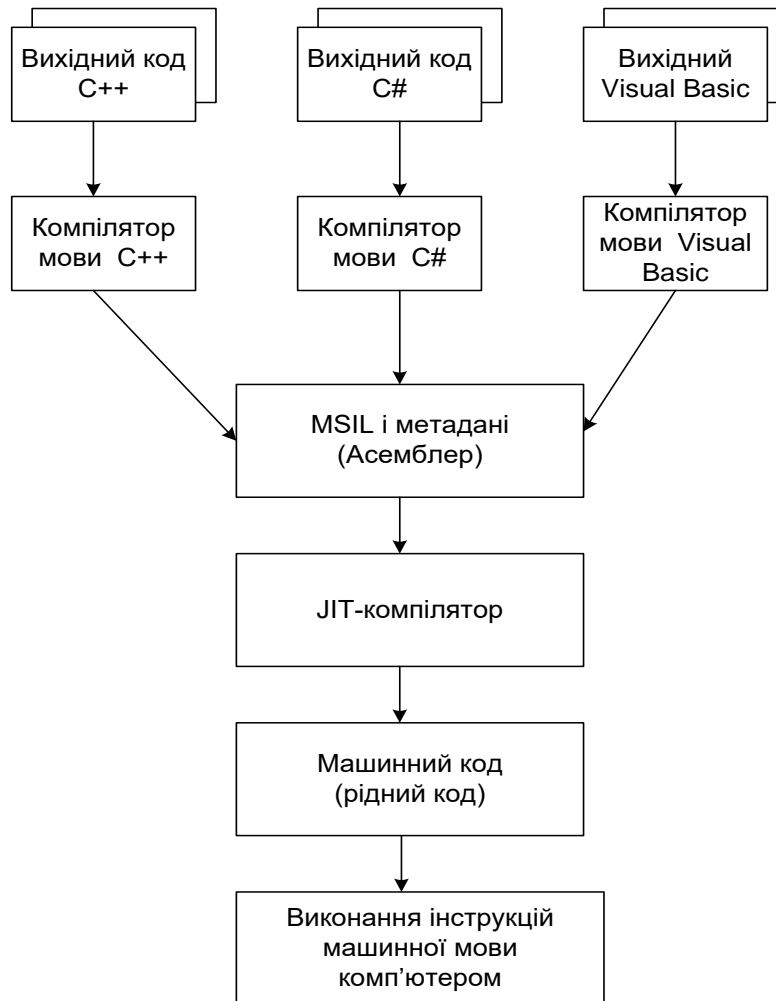 Вихідний код
C++
Вихідний код
C#
Вихідний
Visual Basic
Компілятор
мови C++
Компілятор
мови C#
Компілятор
мови Visual
Basic
MSIL і метадані
(Асемблер)
JIT-компілятор
Машинний код
(рідний код)
Виконання інструкцій
машинної мови
комп’ютером